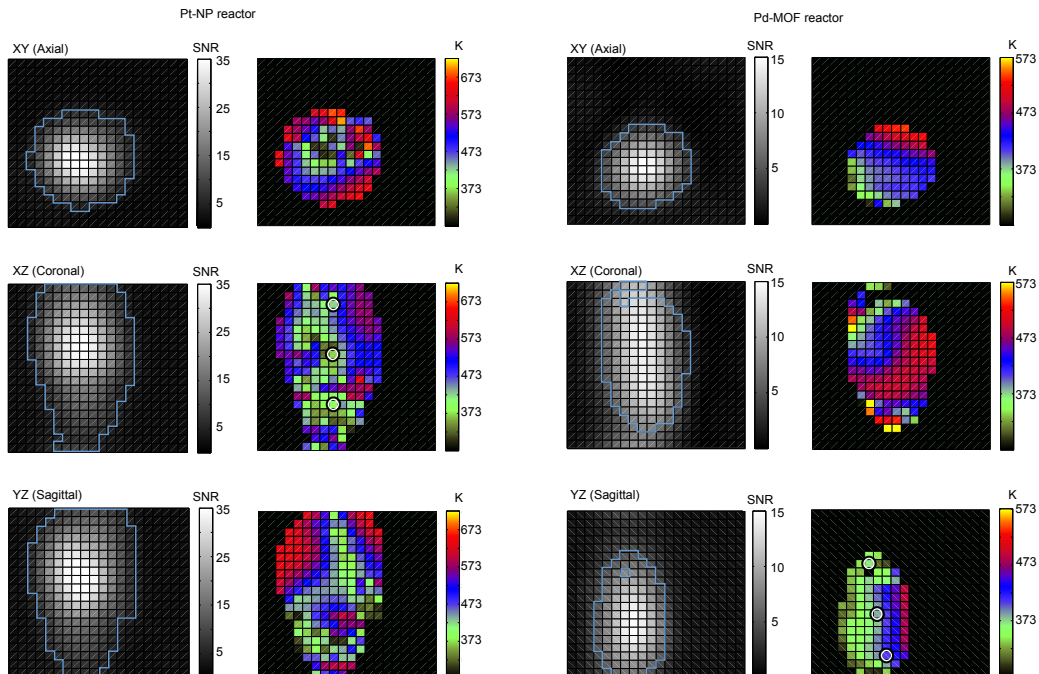 Pt-NP reactor
Pd-MOF reactor
XY (Axial)
SNR
35
25
15
5
K
673
573
473
373
XY (Axial)
SNR
15
10
5
K
573
473
373
XZ (Coronal)
SNR
35
25
15
5
K
673
573
473
373
XZ (Coronal)
SNR
15
10
5
K
573
473
373
YZ (Sagittal)
SNR
35
25
15
5
K
673
573
473
373
YZ (Sagittal)
SNR
15
10
5
K
573
473
373